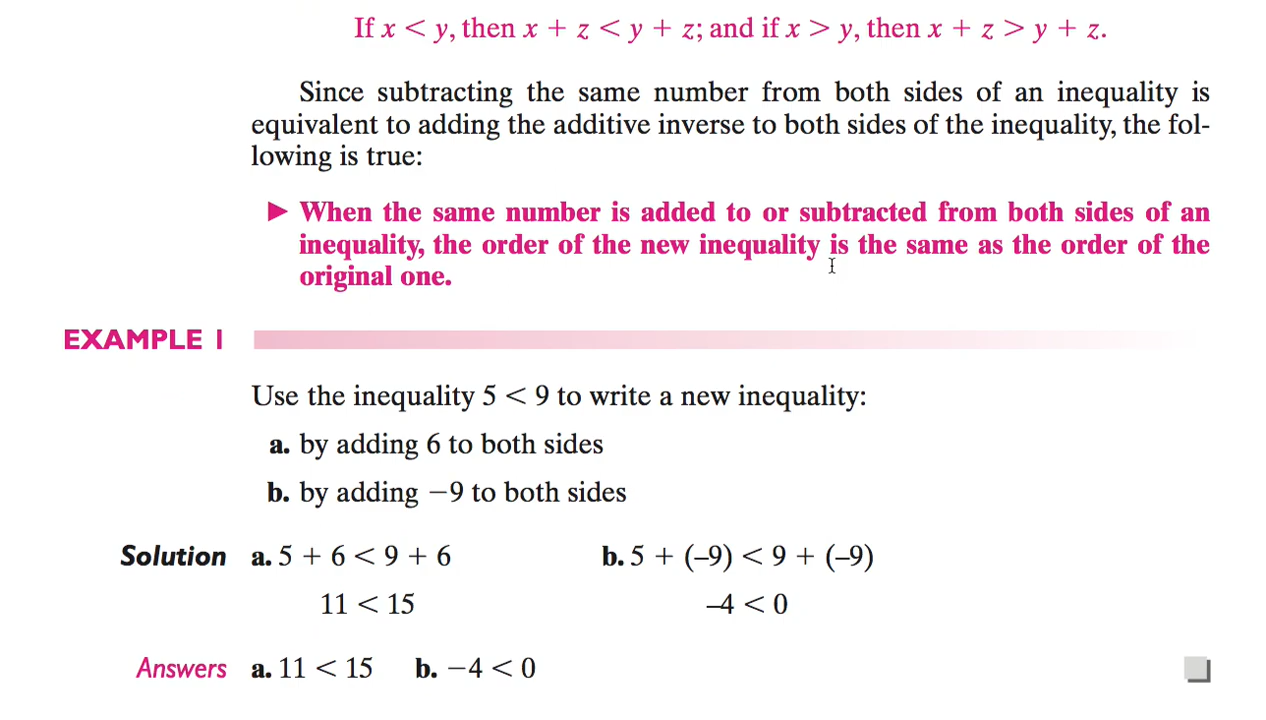 If x < y, then x + z < y + z; and if x > y, then x + z > y + z.
Since subtracting the same number from both sides of an inequality is
equivalent to adding the additive inverse to both sides of the inequality, the fol-
lowing is true:
► When the same number is added to or subtracted from both sides of an
inequality, the order of the new inequality is the same as the order of the
original one.
EXAMPLE 1
Use the inequality 5 < 9 to write a new inequality:
a. by adding 6 to both sides
b. by adding −9 to both sides
Solution a. 5 + 6 < 9 + 6 b. 5 + (–9) < 9 + (–9)
11 < 15 –4 < 0
Answers a. 11 < 15 b. −4 < 0